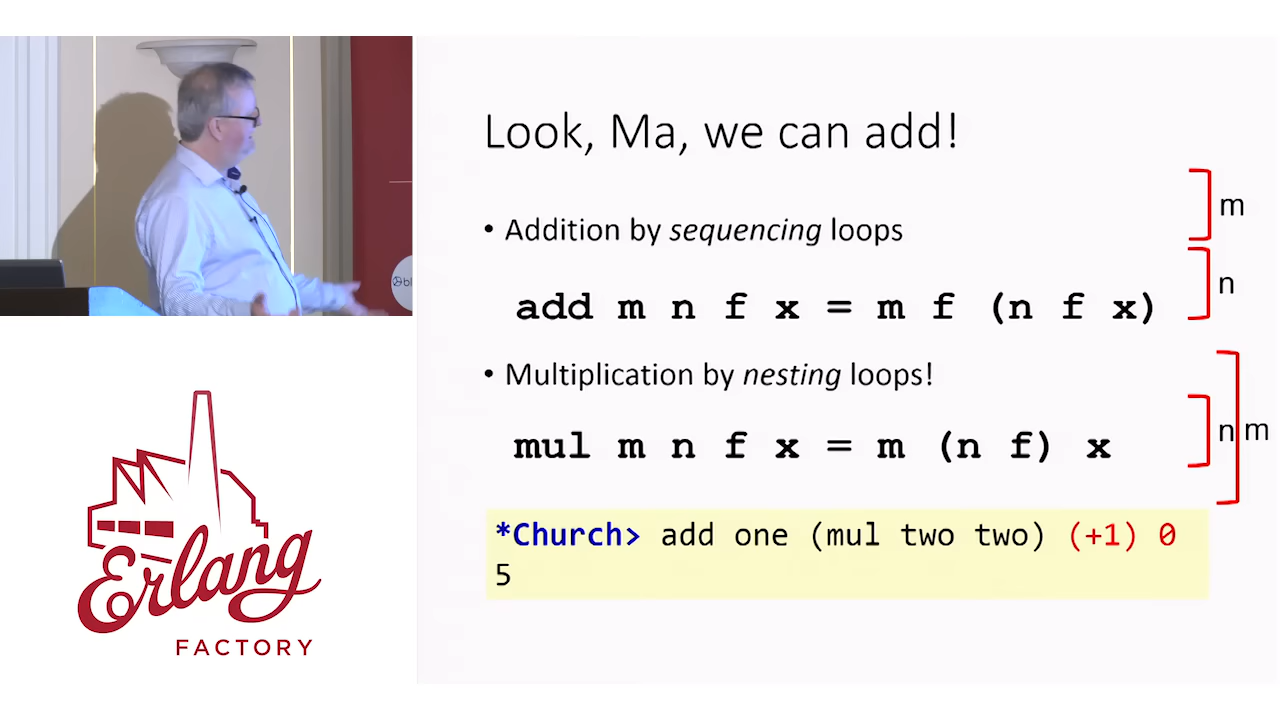 Look, Ma, we can add!
• Addition by sequencing loops
add m n f x = m f (n f x)
m
n
• Multiplication by nesting loops!
mul m n f x = m (n f) x
n m
*Church> add one (mul two two) (+1) 0
5
Erlang
FACTORY